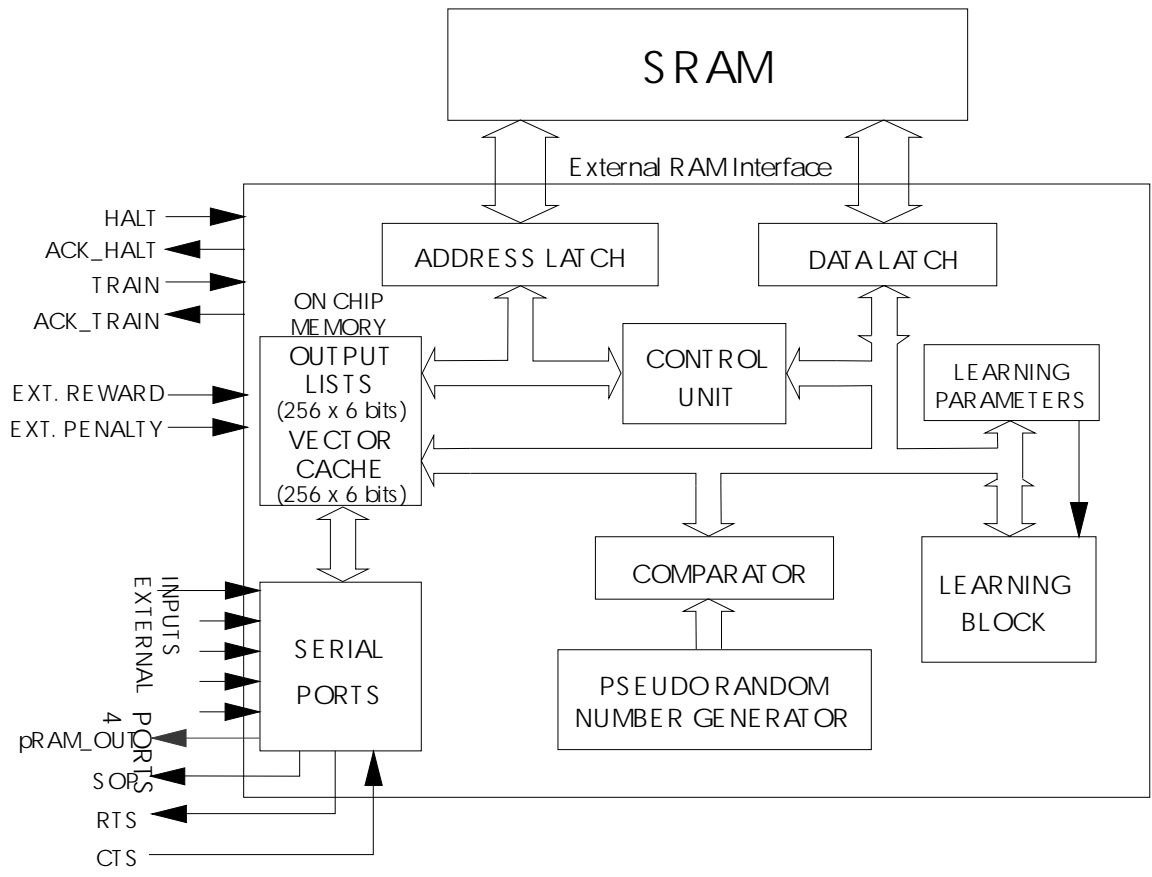 SRAM
External RAM Interface
HALT
ACK_HALT
TRAIN
ACK_TRAIN
EXT. REWARD
EXT. PENALTY
ADDRESS LATCH
DATA LATCH
ON CHIP
MEMORY
OUTPUT
LISTS
(256 x 6 bits)
VECTOR
CACHE
(256 x 6 bits)
CONTROL
UNIT
LEARNING
PARAMETERS
COMPARATOR
LEARNING
BLOCK
PSEUDORANDOM
NUMBER GENERATOR
INPUTS
EXTERNAL
4 PORTS
SERIAL
PORTS
pRAM_OUT
SOP
RTS
CTS